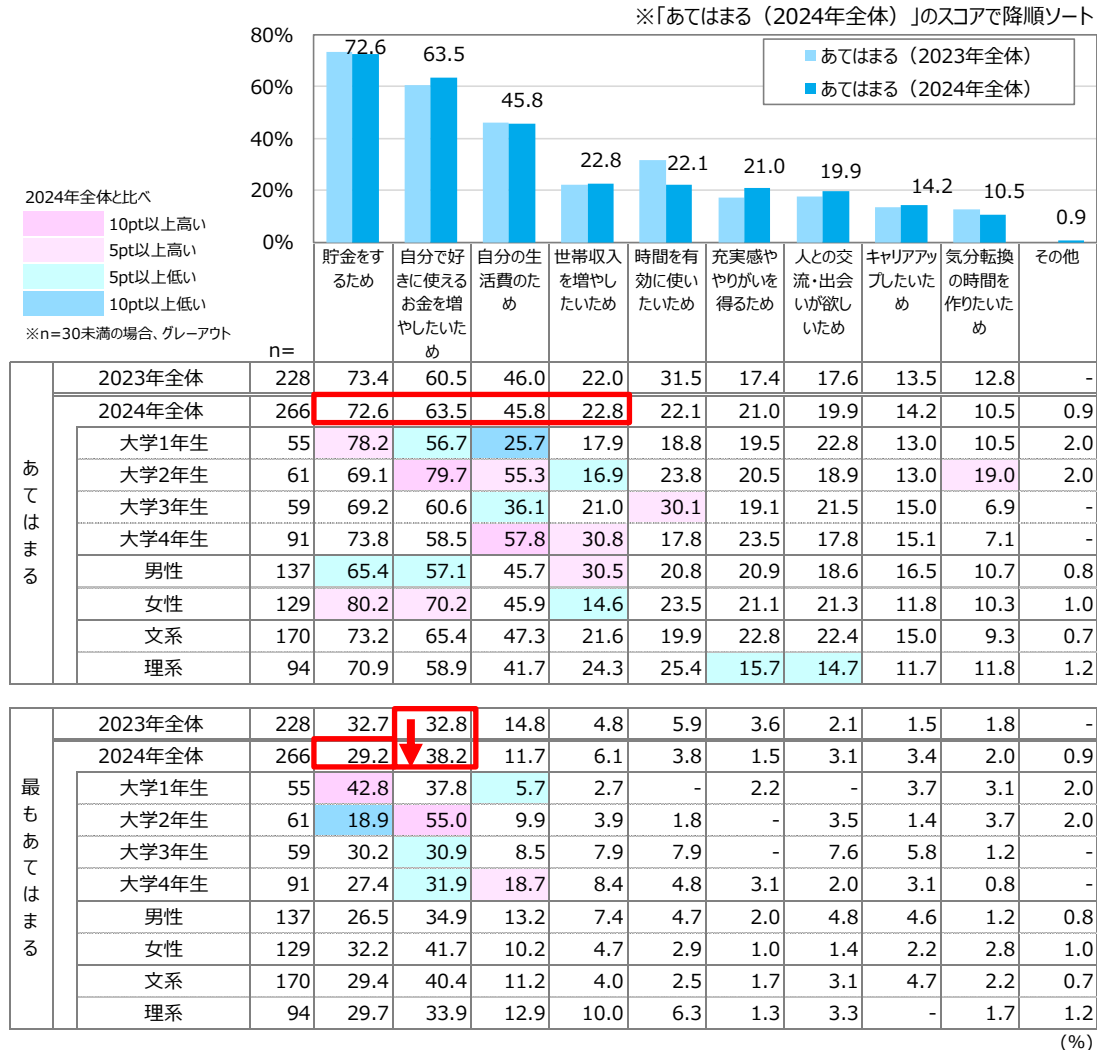 ※「あてはまる（2024年全体）」のスコアで降順ソート
80%
60%
40%
20%
0%
あてはまる（2023年全体）
あてはまる（2024年全体）
72.6 63.5 45.8 22.8 22.1 21.0 19.9 14.2 10.5 0.9
2024年全体と比べ
10pt以上高い
5pt以上高い
5pt以上低い
10pt以上低い
※n=30未満の場合、グレーアウト
n=
貯金をするため
自分で好きに使えるお金を増やしたいため
自分の生活費のため
世帯収入を増やしたいため
時間を有効に使いたいため
充実感ややりがいを得るため
人との交流・出会いが欲しいため
キャリアアップしたいため
気分転換の時間を作りたいため
その他
あてはまる
2023年全体 228 73.4 60.5 46.0 22.0 31.5 17.4 17.6 13.5 12.8 -
2024年全体 266 72.6 63.5 45.8 22.8 22.1 21.0 19.9 14.2 10.5 0.9
大学1年生 55 78.2 56.7 25.7 17.9 18.8 19.5 22.8 13.0 10.5 2.0
大学2年生 61 69.1 79.7 55.3 16.9 23.8 20.5 18.9 13.0 19.0 2.0
大学3年生 59 69.2 60.6 36.1 21.0 30.1 19.1 21.5 15.0 6.9 -
大学4年生 91 73.8 58.5 57.8 30.8 17.8 23.5 17.8 15.1 7.1 -
男性 137 65.4 57.1 45.7 30.5 20.8 20.9 18.6 16.5 10.7 0.8
女性 129 80.2 70.2 45.9 14.6 23.5 21.1 21.3 11.8 10.3 1.0
文系 170 73.2 65.4 47.3 21.6 19.9 22.8 22.4 15.0 9.3 0.7
理系 94 70.9 58.9 41.7 24.3 25.4 15.7 14.7 11.7 11.8 1.2
最もあてはまる
2023年全体 228 32.7 32.8 14.8 4.8 5.9 3.6 2.1 1.5 1.8 -
2024年全体 266 29.2 38.2 11.7 6.1 3.8 1.5 3.1 3.4 2.0 0.9
大学1年生 55 42.8 37.8 5.7 2.7 - 2.2 - 3.7 3.1 2.0
大学2年生 61 18.9 55.0 9.9 3.9 1.8 - 3.5 1.4 3.7 2.0
大学3年生 59 30.2 30.9 8.5 7.9 7.9 - 7.6 5.8 1.2 -
大学4年生 91 27.4 31.9 18.7 8.4 4.8 3.1 2.0 3.1 0.8 -
男性 137 26.5 34.9 13.2 7.4 4.7 2.0 4.8 4.6 1.2 0.8
女性 129 32.2 41.7 10.2 4.7 2.9 1.0 1.4 2.2 2.8 1.0
文系 170 29.4 40.4 11.2 4.0 2.5 1.7 3.1 4.7 2.2 0.7
理系 94 29.7 33.9 12.9 10.0 6.3 1.3 3.3 - 1.7 1.2
(%)